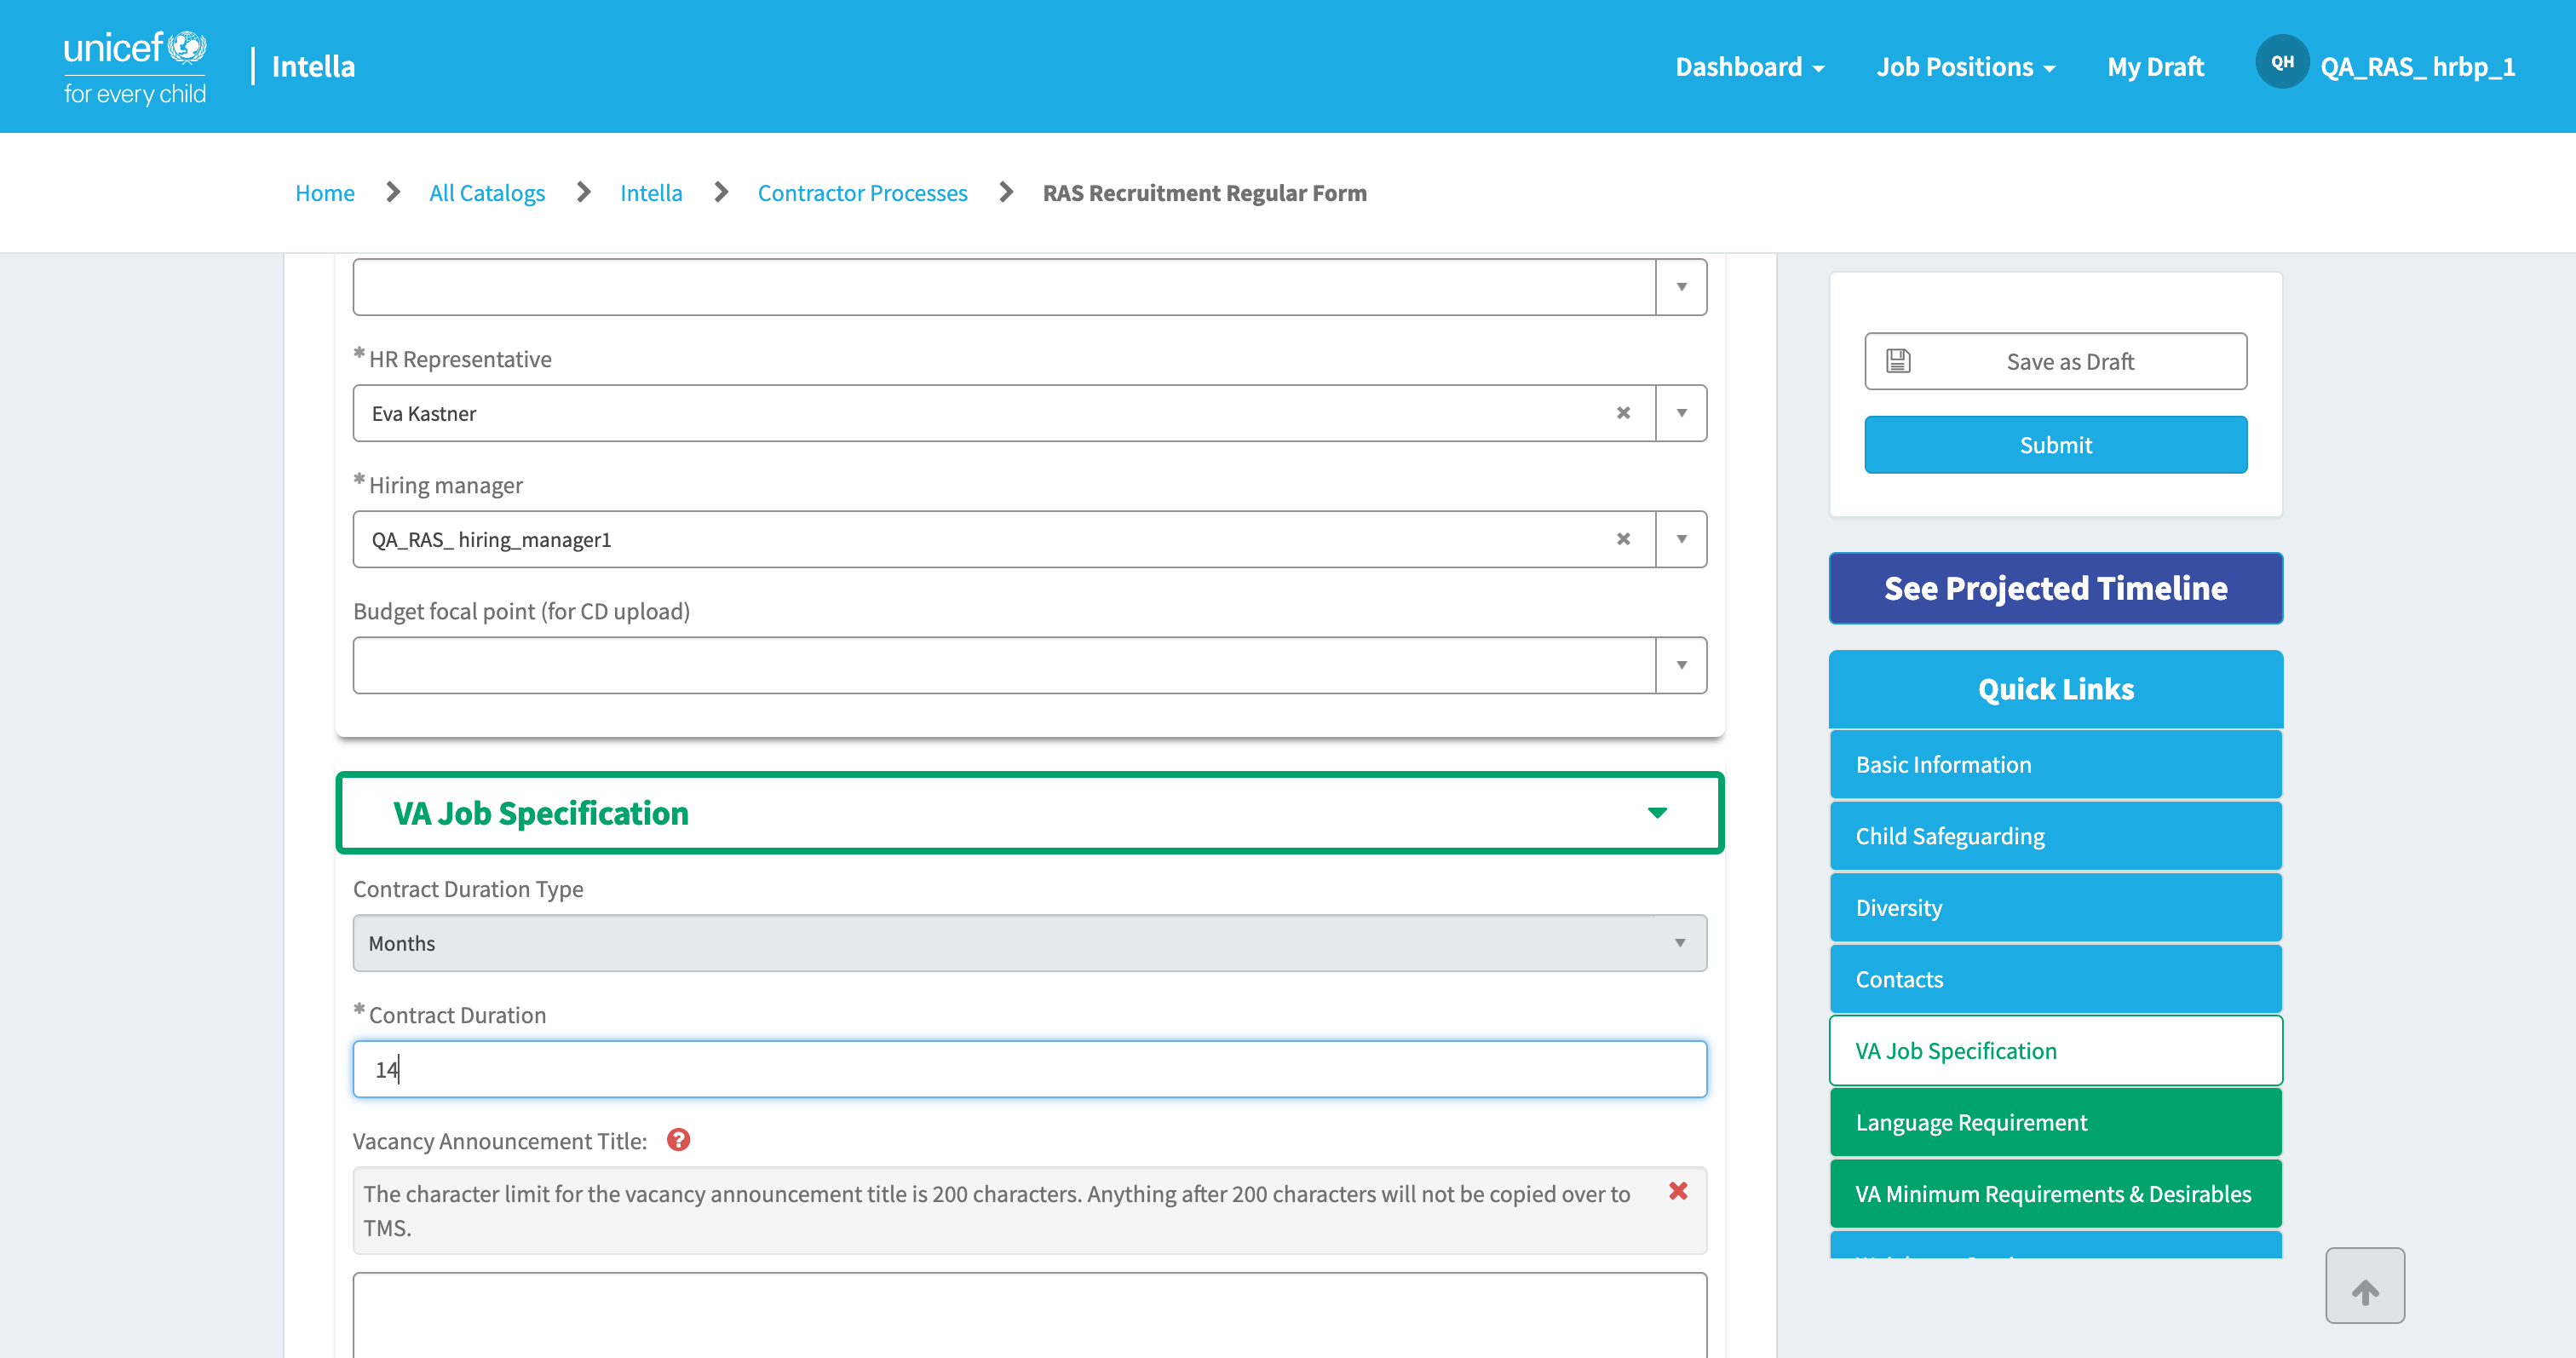 unicef
for every child
Intella
Dashboard
Job Positions
My Draft
QH
QA_RAS_ hrbp_1
Home
All Catalogs
Intella
Contractor Processes
RAS Recruitment Regular Form
* HR Representative
Eva Kastner
* Hiring manager
QA_RAS_ hiring_manager1
Budget focal point (for CD upload)
VA Job Specification
Contract Duration Type
Months
* Contract Duration
14
Vacancy Announcement Title:
The character limit for the vacancy announcement title is 200 characters. Anything after 200 characters will not be copied over to
TMS.
Save as Draft
Submit
See Projected Timeline
Quick Links
Basic Information
Child Safeguarding
Diversity
Contacts
VA Job Specification
Language Requirement
VA Minimum Requirements & Desirables